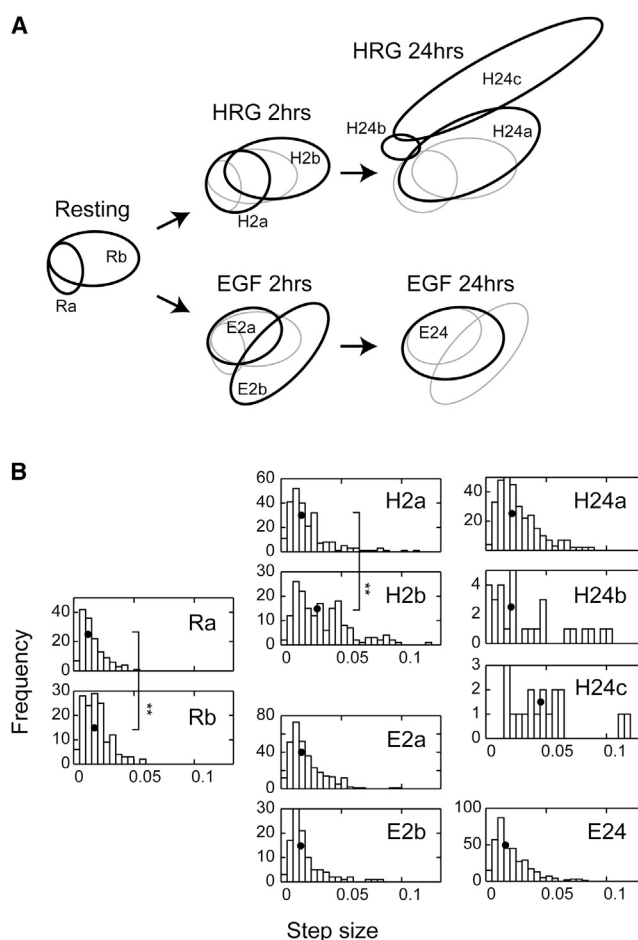 A
HRG 24hrs
H24c
HRG 2hrs
H24b
H24a
H2b
Resting
H2a
Rb
EGF 2hrs
EGF 24hrs
Ra
E2a
E24
E2b
B
60
40
20
0
H2a
**
30
20
10
0
H2b
0
0.05
0.1
40
20
0
H24a
4
2
0
H24b
2
0
H24c
0
0.05
0.1
Frequency
40
20
0
Ra
**
30
20
10
0
Rb
0
0.05
0.1
80
40
0
E2a
30
20
10
0
E2b
0
0.05
0.1
100
50
0
E24
0
0.05
0.1
Step size